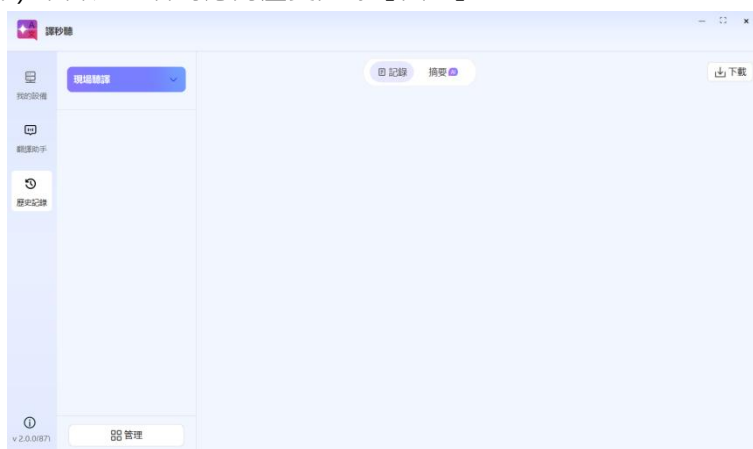 譯秒聽
我的設備
翻譯助手
歷史記錄
v 2.0.0(87)
現場聽譯
管理
記錄
摘要
下載